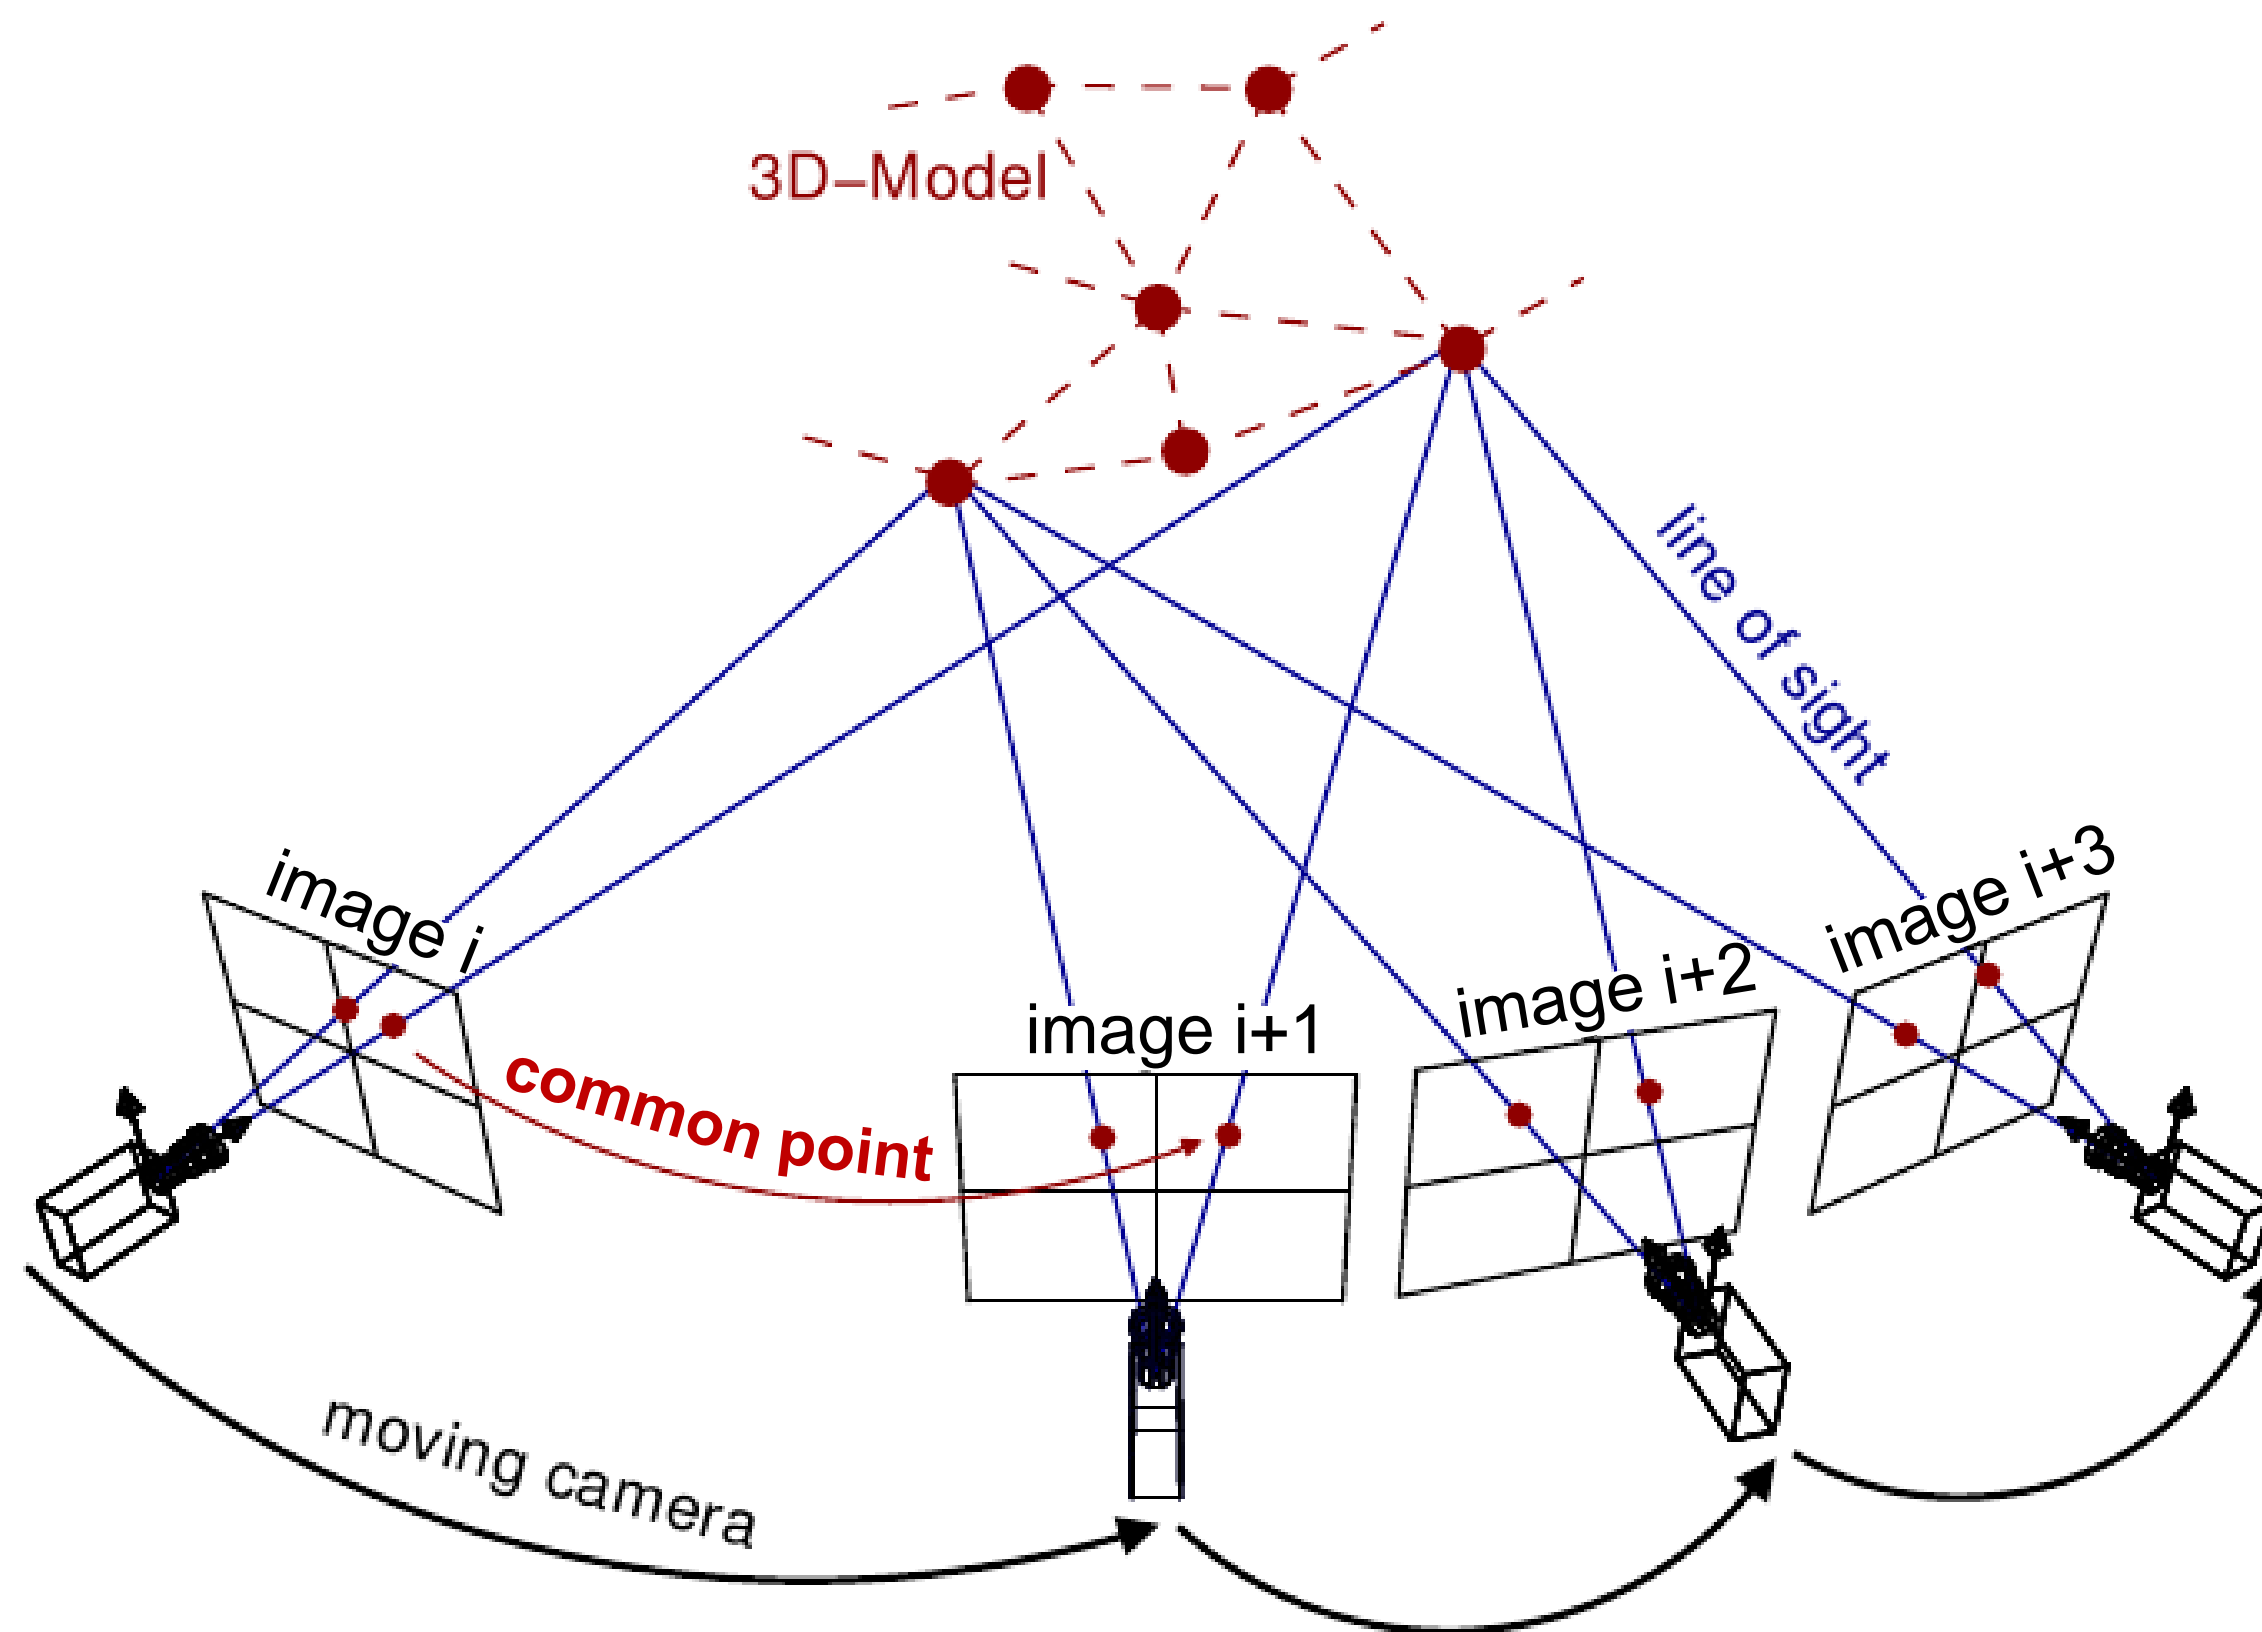 3D–Model
line of sight
image i
image i+3
image i+2
image i+1
common point
moving camera